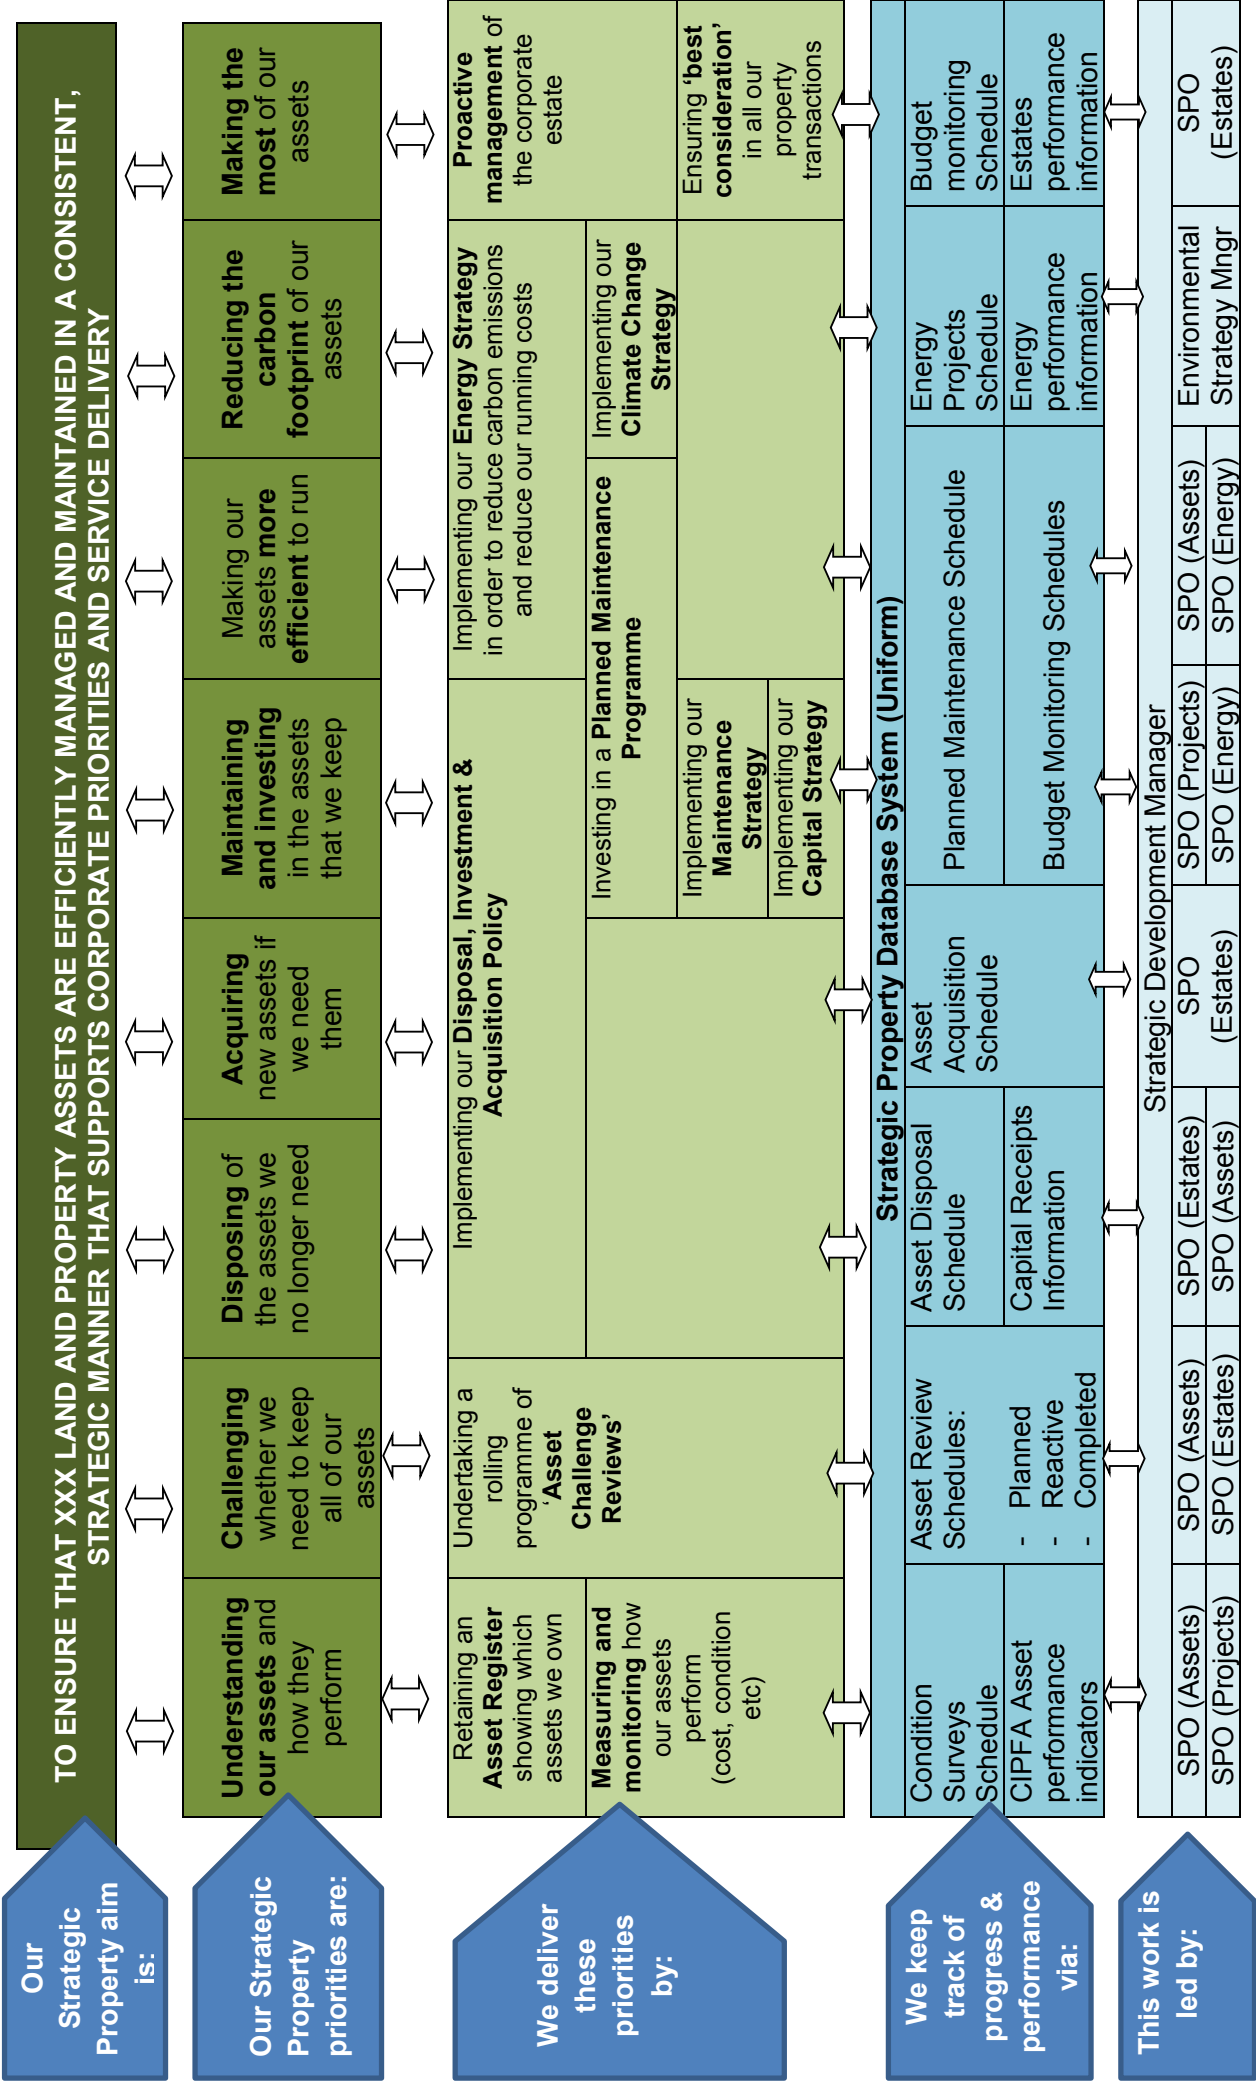 Our
Strategic
Property aim
is:
TO ENSURE THAT XXX LAND AND PROPERTY ASSETS ARE EFFICIENTLY MANAGED AND MAINTAINED IN A CONSISTENT,
STRATEGIC MANNER THAT SUPPORTS CORPORATE PRIORITIES AND SERVICE DELIVERY
Our Strategic
Property
priorities are:
Understanding
our assets and
how they
perform
Challenging
whether we
need to keep
all of our
assets
Disposing of
the assets we
no longer need
Acquiring
new assets if
we need
them
Maintaining
and investing
in the assets
that we keep
Making our
assets more
efficient to run
Reducing the
carbon
footprint of our
assets
Making the
most of our
assets
We deliver
these
priorities
by:
Retaining an
Asset Register
showing which
assets we own
Measuring and
monitoring how
our assets
perform
(cost, condition
etc)
Undertaking a
rolling
programme of
‘Asset
Challenge
Reviews’
Implementing our Disposal, Investment &
Acquisition Policy
Investing in a Planned Maintenance
Programme
Implementing our
Maintenance
Strategy
Implementing our
Capital Strategy
Implementing our Energy Strategy
in order to reduce carbon emissions
and reduce our running costs
Implementing our
Climate Change
Strategy
Proactive
management of
the corporate
estate
Ensuring ‘best
consideration’
in all our
property
transactions
We keep
track of
progress &
performance
via:
Strategic Property Database System (Uniform)
Condition
Surveys
Schedule
CIPFA Asset
performance
indicators
Asset Review
Schedules:
- Planned
- Reactive
- Completed
Asset Disposal
Schedule
Capital Receipts
Information
Asset
Acquisition
Schedule
Planned Maintenance Schedule
Budget Monitoring Schedules
Energy
Projects
Schedule
Energy
performance
information
Budget
monitoring
Schedule
Estates
performance
information
This work is
led by:
Strategic Development Manager
SPO (Assets)
SPO (Projects)
SPO (Assets)
SPO (Estates)
SPO (Estates)
SPO (Assets)
SPO
(Estates)
SPO (Projects)
SPO (Energy)
SPO (Assets)
SPO (Energy)
Environmental
Strategy Mngr
SPO
(Estates)